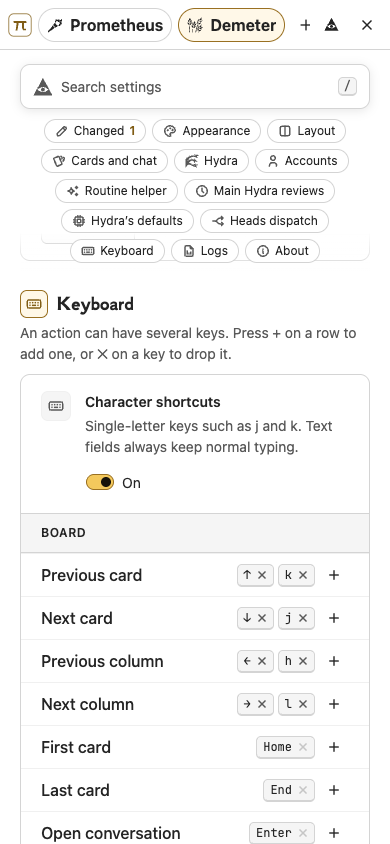 π Prometheus Demeter + ×
Search settings /
Changed 1 Appearance Layout
Cards and chat Hydra Accounts
Routine helper Main Hydra reviews
Hydra's defaults Heads dispatch
Keyboard Logs About
Keyboard
An action can have several keys. Press + on a row to
add one, or × on a key to drop it.
Character shortcuts
Single-letter keys such as j and k. Text
fields always keep normal typing.
On
BOARD
Previous card ↑ × k × +
Next card ↓ × j × +
Previous column ← × h × +
Next column → × l × +
First card Home × +
Last card End × +
Open conversation Enter × +